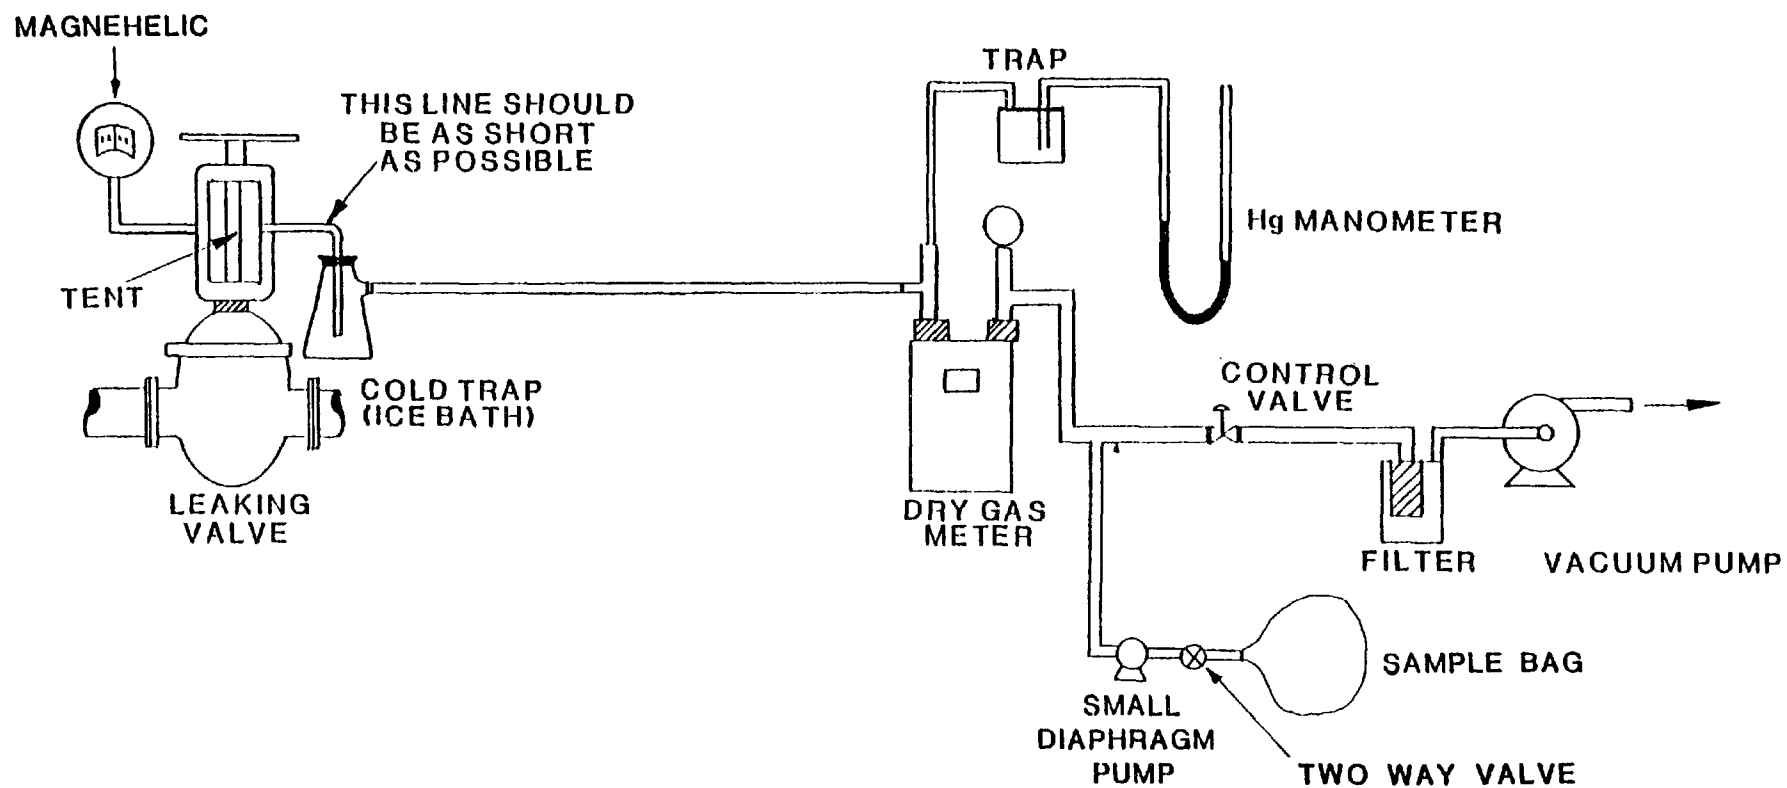 MAGNEHELIC
THIS LINE SHOULD
BE AS SHORT
AS POSSIBLE
TRAP
Hg MANOMETER
TENT
COLD TRAP
(ICE BATH)
LEAKING
VALVE
CONTROL
VALVE
DRY GAS
METER
FILTER
VACUUM PUMP
SAMPLE BAG
SMALL
DIAPHRAGM
PUMP
TWO WAY VALVE